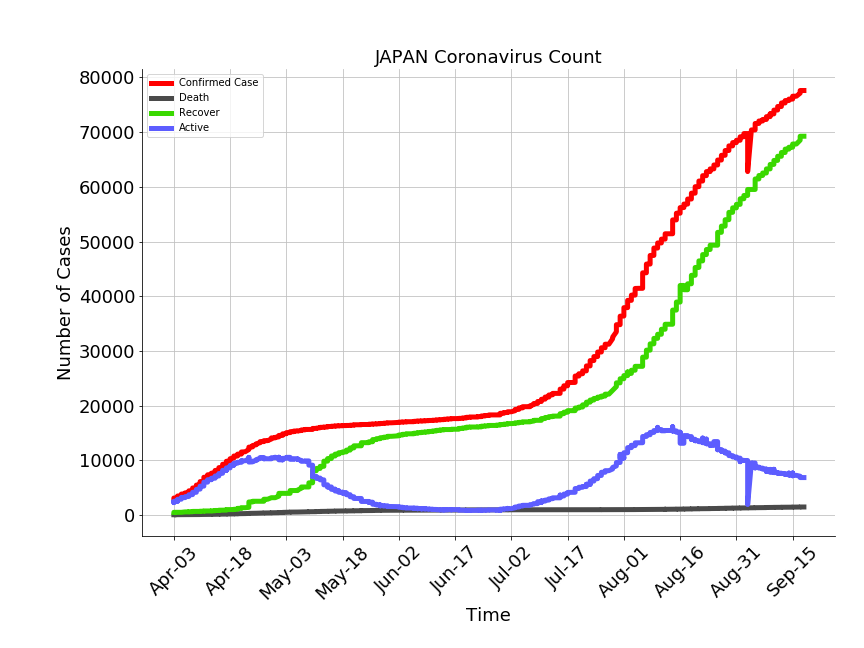 JAPAN Coronavirus Count
Confirmed Case
Death
Recover
Active
Number of Cases
80000
70000
60000
50000
40000
30000
20000
10000
0
Apr-03
Apr-18
May-03
May-18
Jun-02
Jun-17
Jul-02
Jul-17
Aug-01
Aug-16
Aug-31
Sep-15
Time